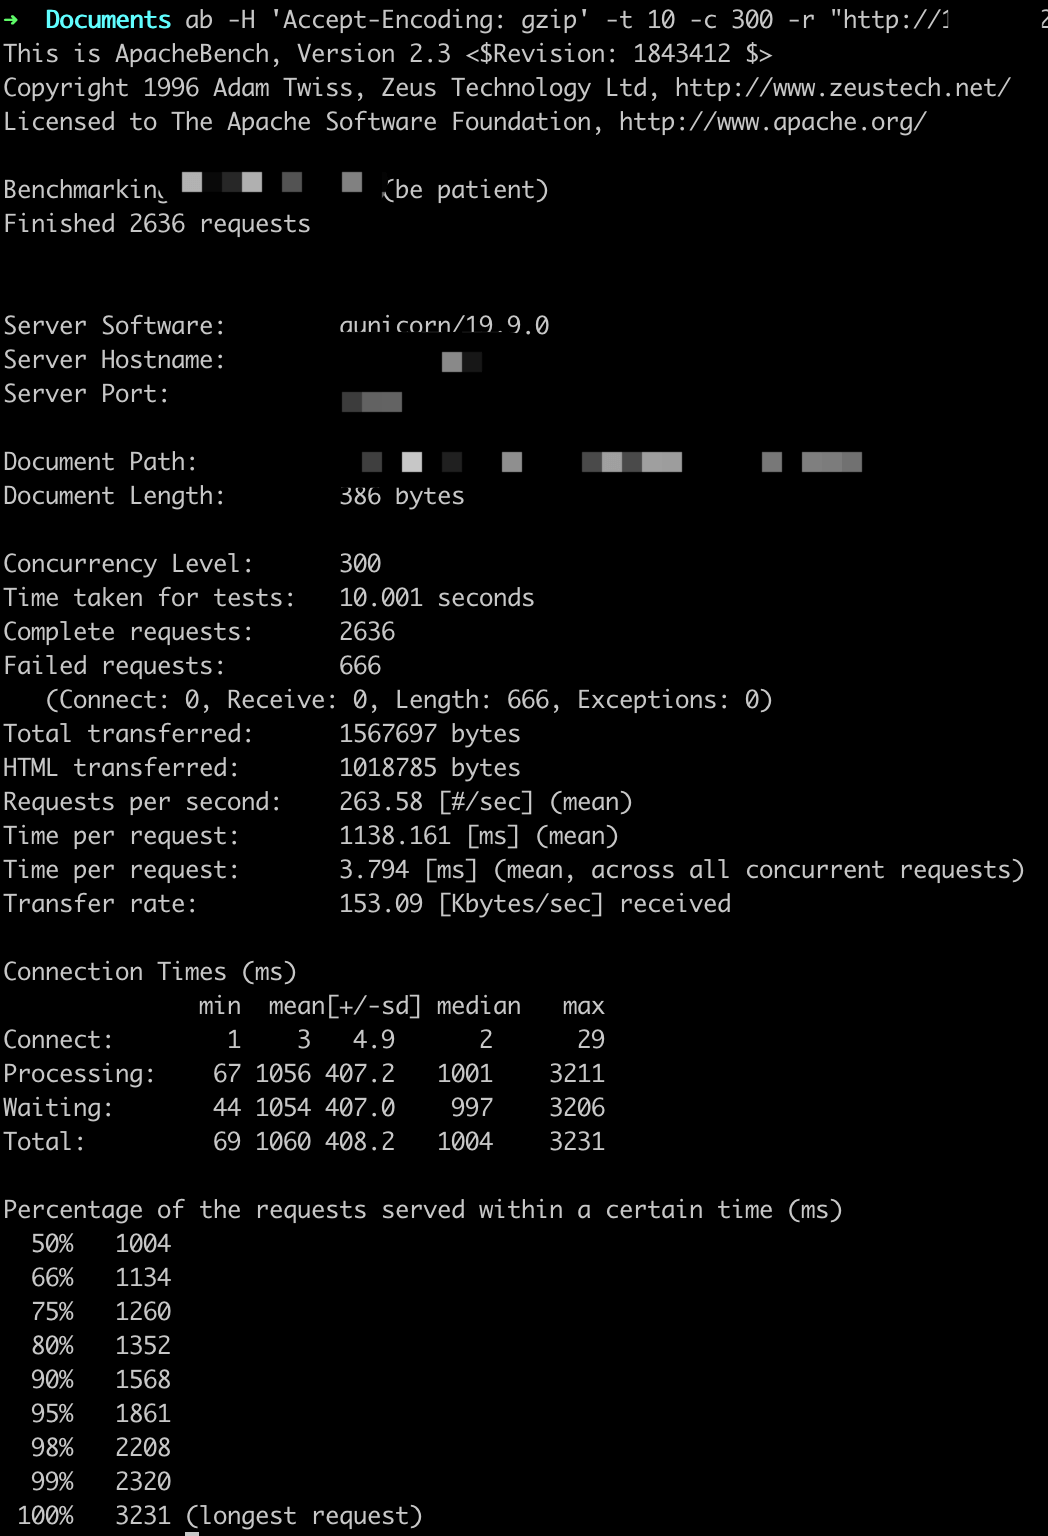 ➜  Documents ab -H 'Accept-Encoding: gzip' -t 10 -c 300 -r "http://1 2
This is ApacheBench, Version 2.3 <$Revision: 1843412 $>
Copyright 1996 Adam Twiss, Zeus Technology Ltd, http://www.zeustech.net/
Licensed to The Apache Software Foundation, http://www.apache.org/
Benchmarking (be patient)
Finished 2636 requests
Server Software:        gunicorn/19.9.0
Server Hostname:
Server Port:
Document Path:
Document Length:        386 bytes
Concurrency Level:      300
Time taken for tests:   10.001 seconds
Complete requests:      2636
Failed requests:        666
   (Connect: 0, Receive: 0, Length: 666, Exceptions: 0)
Total transferred:      1567697 bytes
HTML transferred:       1018785 bytes
Requests per second:    263.58 [#/sec] (mean)
Time per request:       1138.161 [ms] (mean)
Time per request:       3.794 [ms] (mean, across all concurrent requests)
Transfer rate:          153.09 [Kbytes/sec] received
Connection Times (ms)
              min  mean[+/-sd] median   max
Connect:        1    3   4.9      2      29
Processing:    67 1056 407.2   1001    3211
Waiting:       44 1054 407.0    997    3206
Total:         69 1060 408.2   1004    3231
Percentage of the requests served within a certain time (ms)
  50%   1004
  66%   1134
  75%   1260
  80%   1352
  90%   1568
  95%   1861
  98%   2208
  99%   2320
 100%   3231 (longest request)